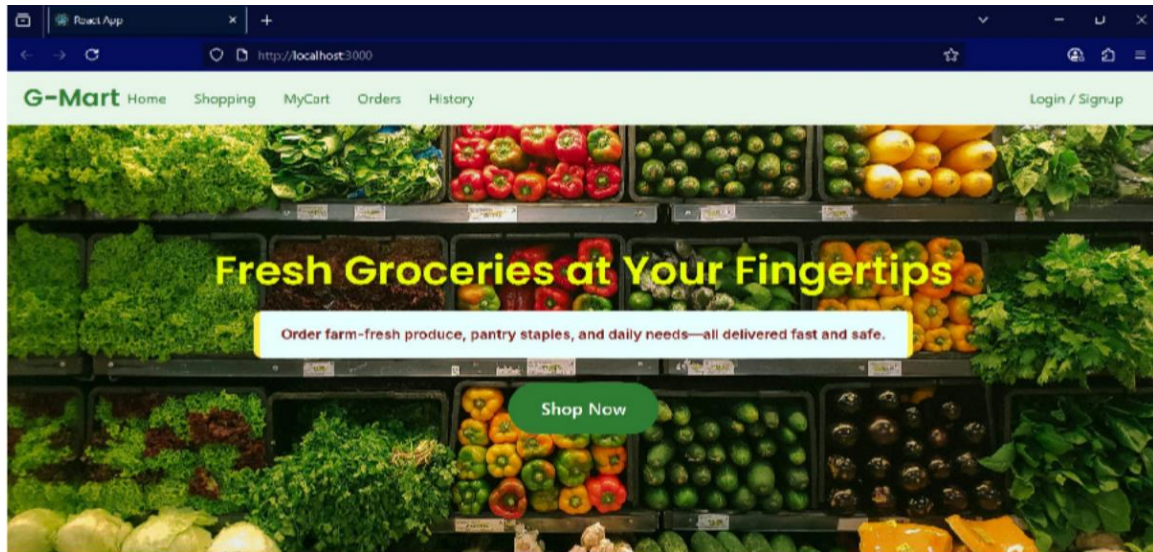 React App
http://localhost:3000
G-Mart Home Shopping MyCart Orders History Login / Signup
Fresh Groceries at Your Fingertips
Order farm-fresh produce, pantry staples, and daily needs—all delivered fast and safe.
Shop Now